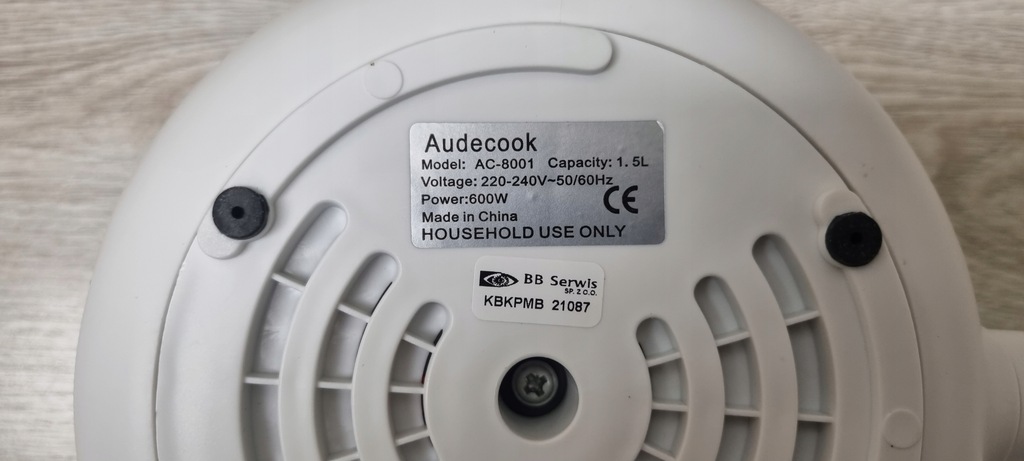 Audecook
Model: AC-8001 Capacity: 1.5L
Voltage: 220-240V~50/60Hz
Power:600W
CE
Made in China
HOUSEHOLD USE ONLY
BB Serwis
SP. Z O.O.
KBKPMB 21087